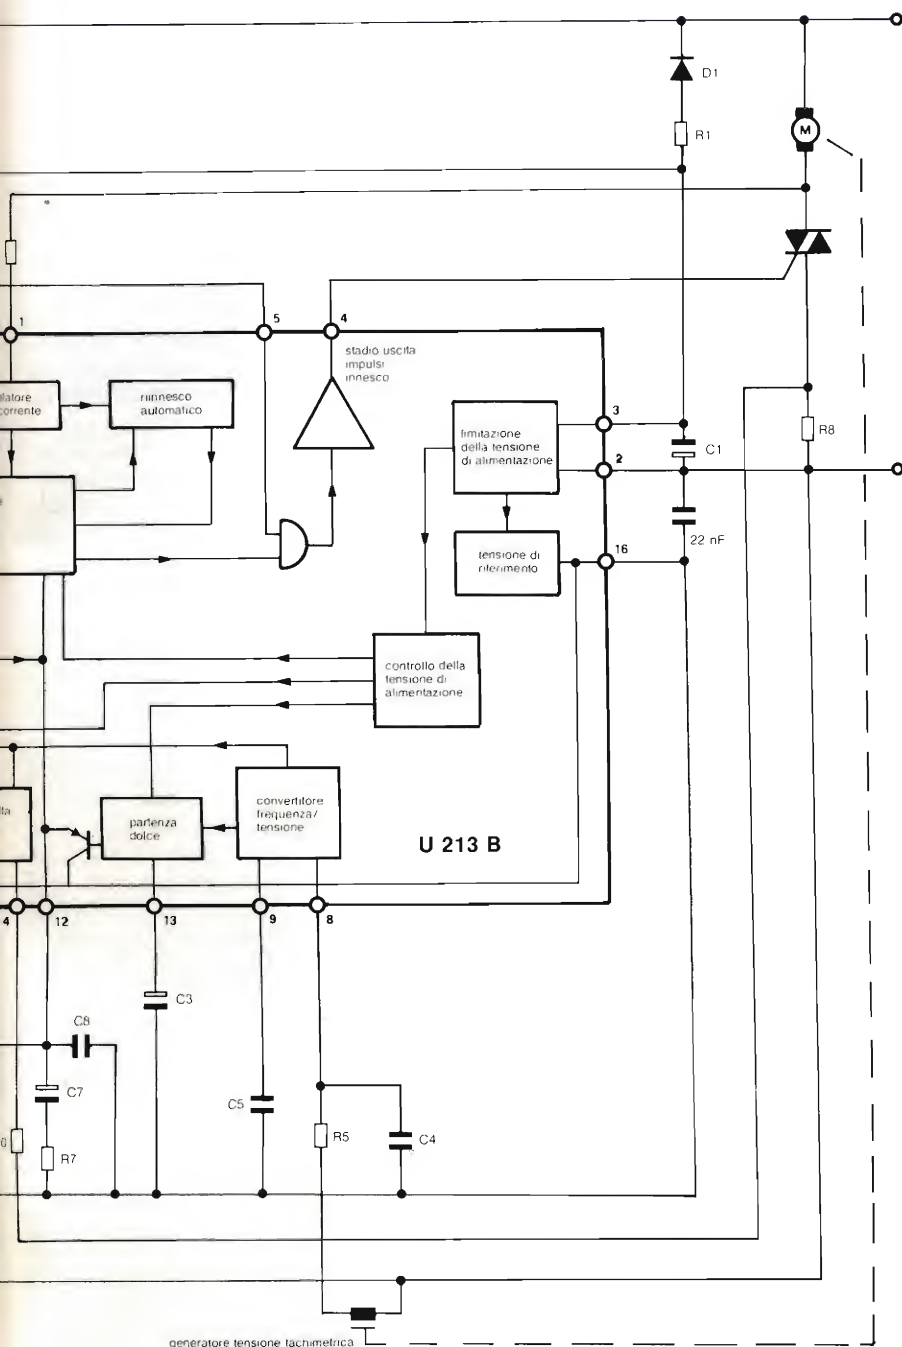 D1
M
R1
1
5
4
stadio uscita
impulsi
innesco
riinnesco
automatico
corrente
3
limitazione
della tensione
di alimentazione
R8
C1
2
22 nF
tensione di
riferimento
16
controllo della
tensione di
alimentazione
convertitore
frequenza/
tensione
partenza
dolce
U 213 B
4
12
13
9
8
C3
C8
C7
C5
R5
C4
R7
generatore tensione tachimetrica